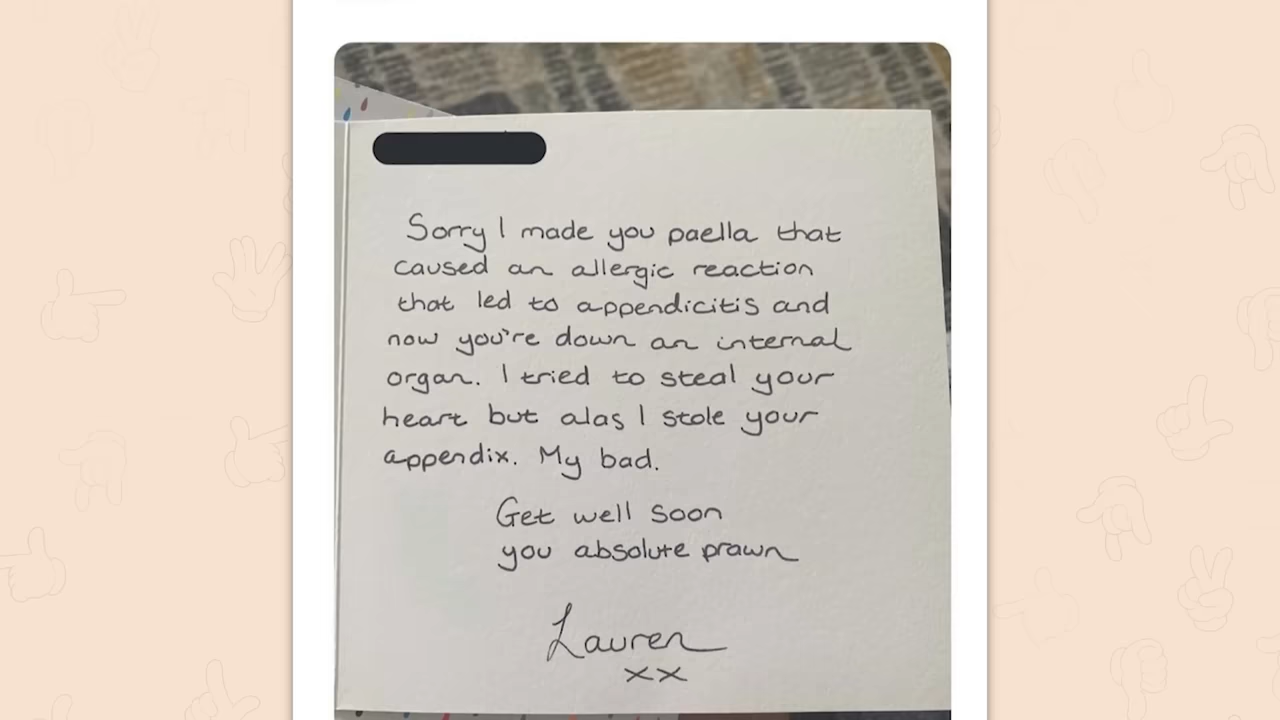 Sorry I made you paella that
caused an allergic reaction
that led to appendicitis and
now you're down an internal
organ. I tried to steal your
heart but alas I stole your
appendix. My bad.
Get well soon
you absolute prawn
Lauren
xx